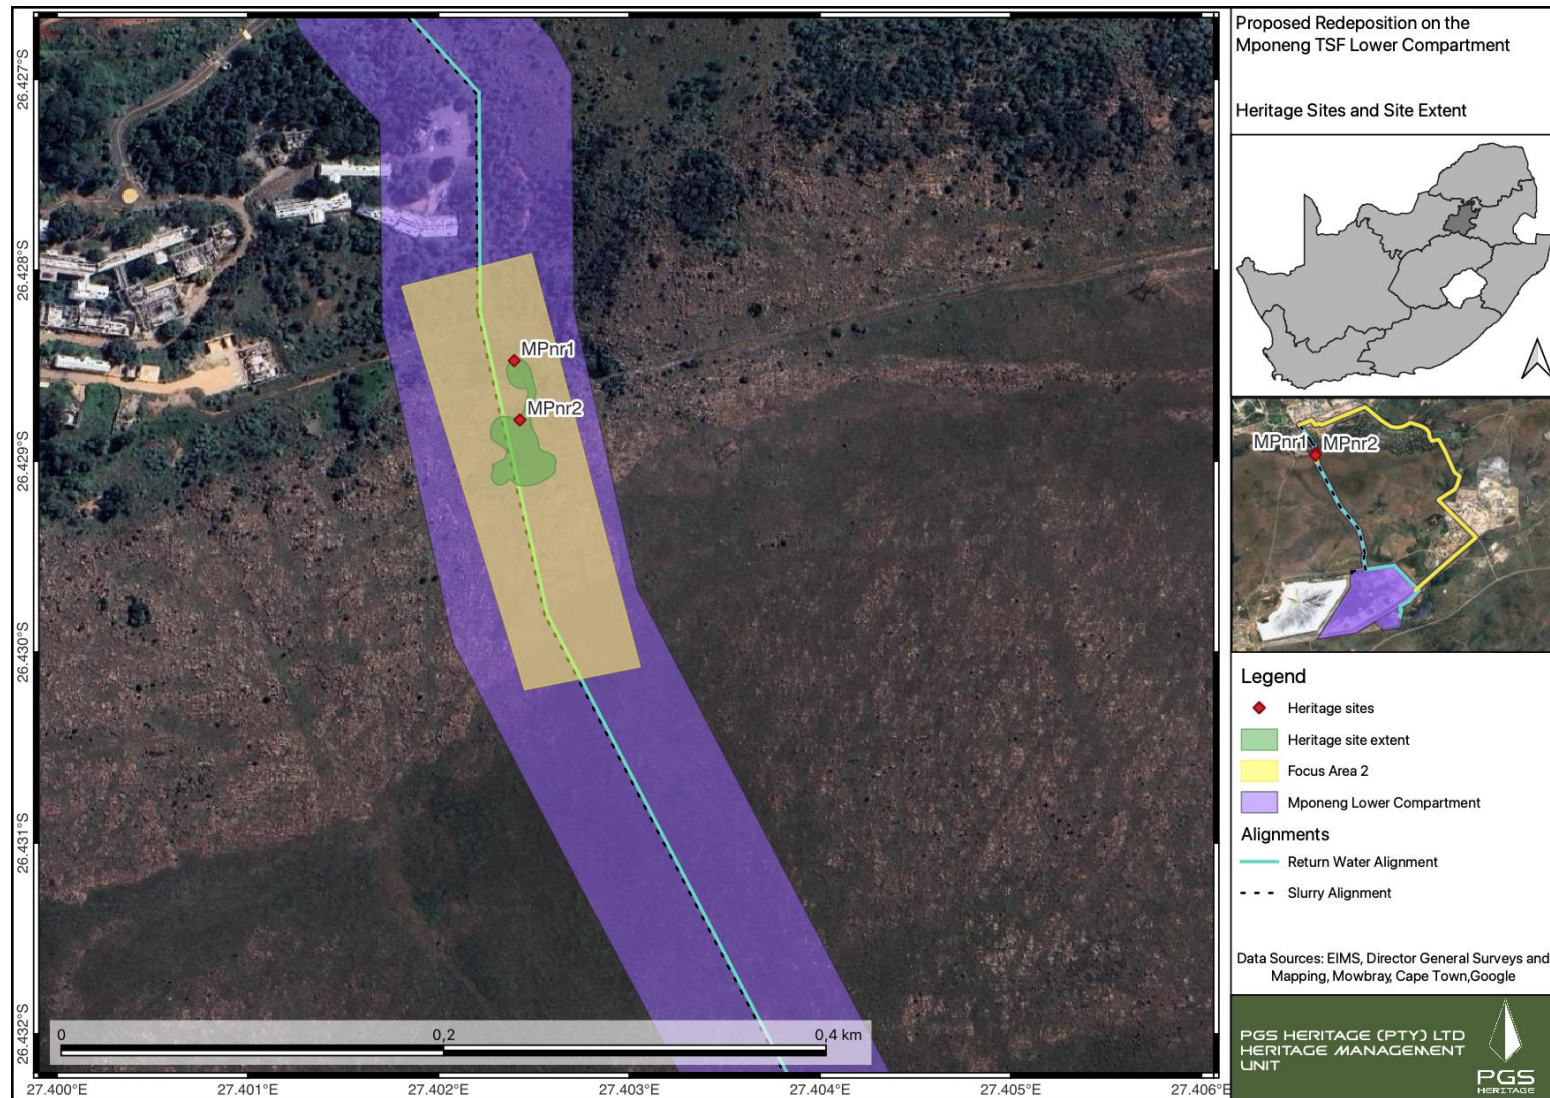 Proposed Redeposition on the
Mponeng TSF Lower Compartment
Heritage Sites and Site Extent
26.427°S
26.428°S
26.429°S
26.430°S
26.431°S
26.432°S
MPnr1
MPnr2
0 0,2 0,4 km
27.400°E 27.401°E 27.402°E 27.403°E 27.404°E 27.405°E 27.406°E
MPnr1 MPnr2
Legend
Heritage sites
Heritage site extent
Focus Area 2
Mponeng Lower Compartment
Alignments
Return Water Alignment
Slurry Alignment
Data Sources: EIMS, Director General Surveys and
Mapping, Mowbray, Cape Town,Google
PGS HERITAGE (PTY) LTD
HERITAGE MANAGEMENT
UNIT
PGS
HERITAGE